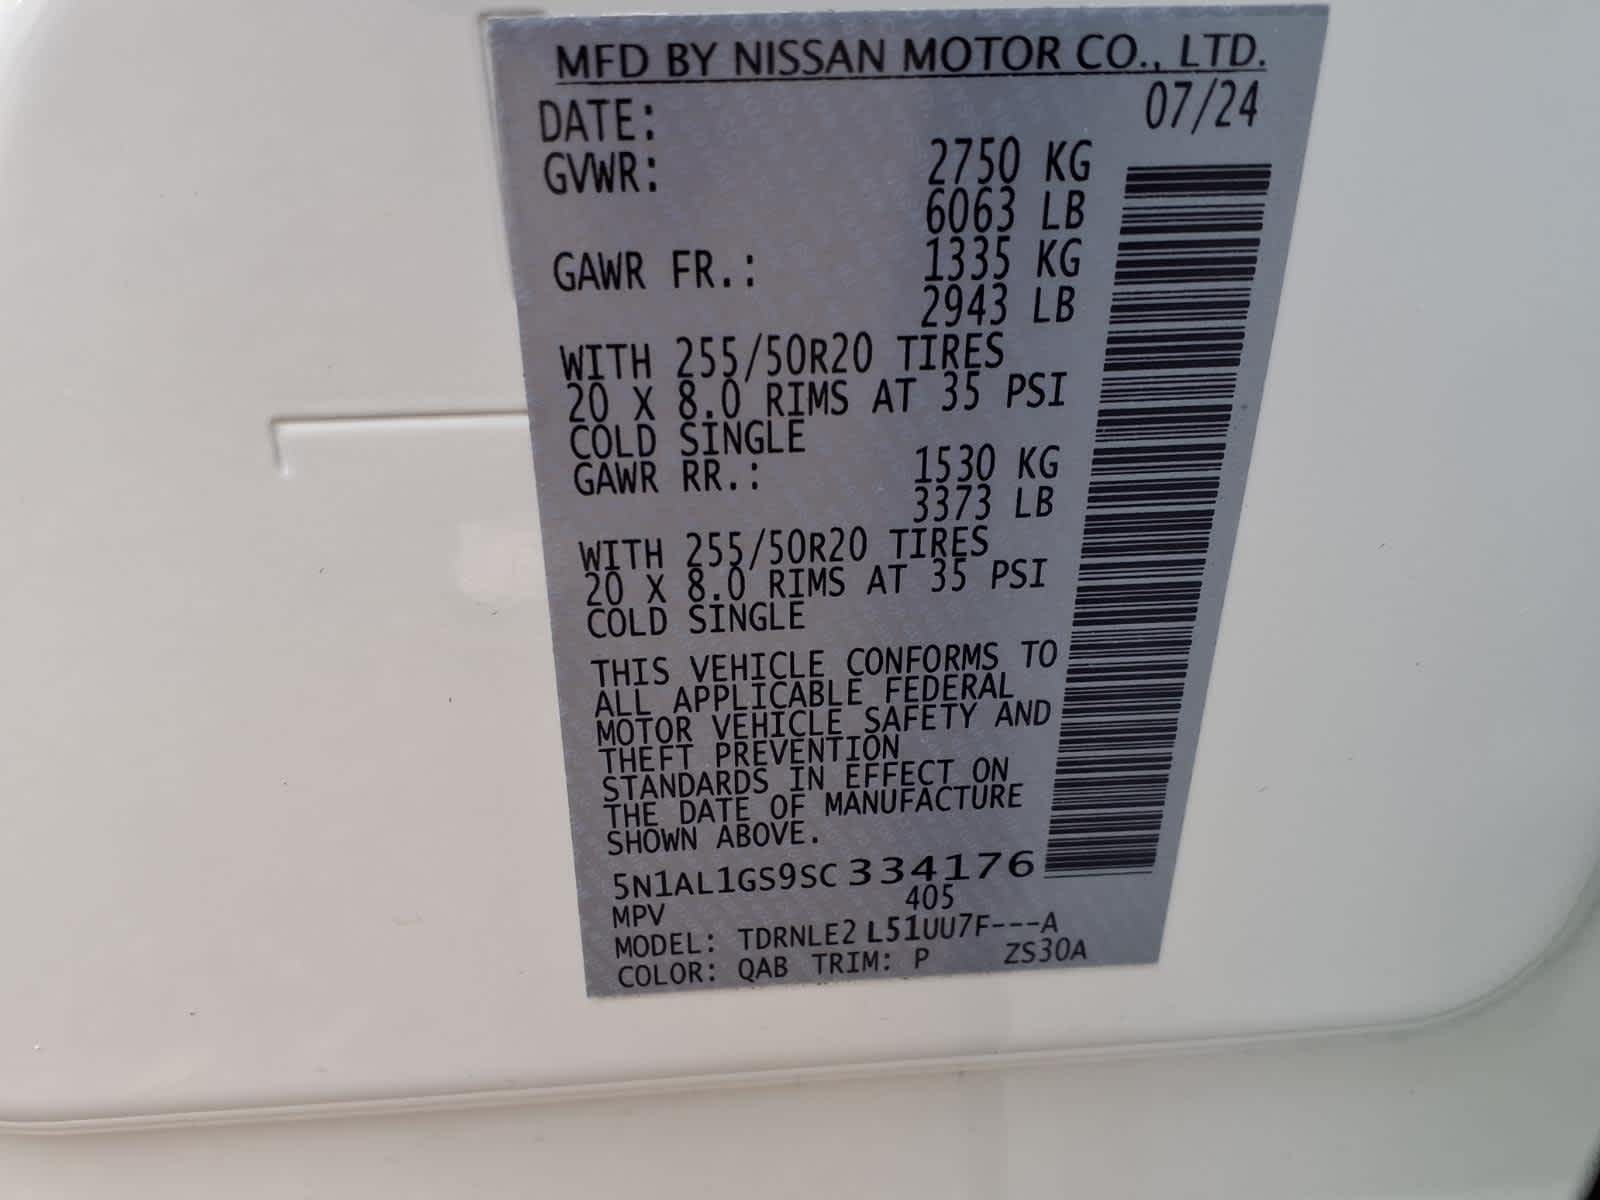 MFD BY NISSAN MOTOR CO., LTD.
DATE: 07/24
GVWR: 2750 KG
6063 LB
GAWR FR.: 1335 KG
2943 LB
WITH 255/50R20 TIRES
20 X 8.0 RIMS AT 35 PSI
COLD SINGLE
GAWR RR.: 1530 KG
3373 LB
WITH 255/50R20 TIRES
20 X 8.0 RIMS AT 35 PSI
COLD SINGLE
THIS VEHICLE CONFORMS TO
ALL APPLICABLE FEDERAL
MOTOR VEHICLE SAFETY AND
THEFT PREVENTION
STANDARDS IN EFFECT ON
THE DATE OF MANUFACTURE
SHOWN ABOVE.
5N1AL1GS9SC334176
MPV 405
MODEL: TDRNLE2 L51UU7F---A
COLOR: QAB TRIM: P ZS30A